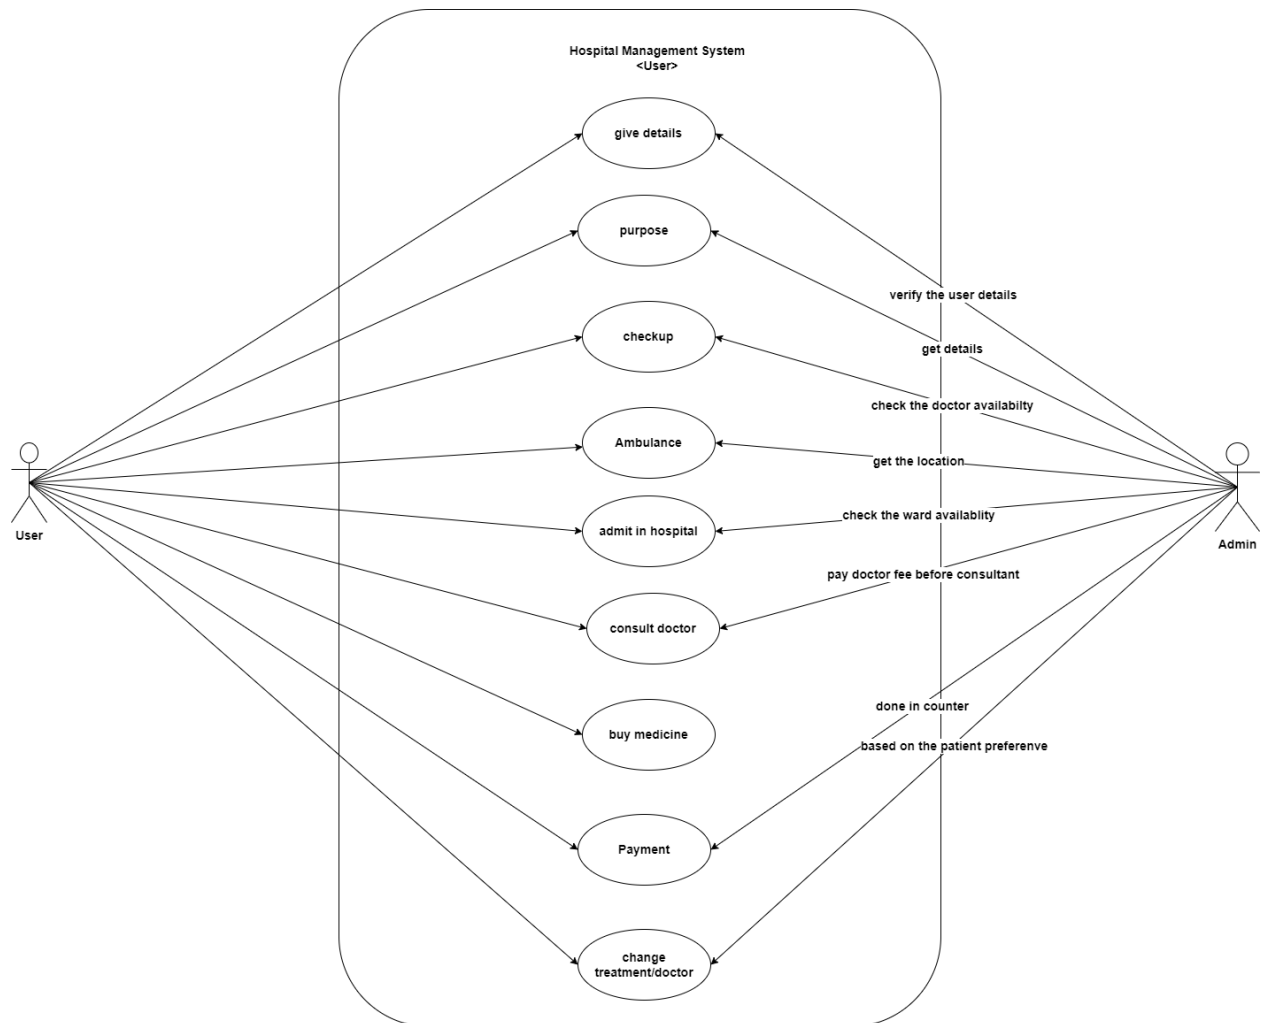 Hospital Management System
<User>
give details
purpose
verify the user details
checkup
get details
check the doctor availabilty
Ambulance
get the location
admit in hospital
check the ward availablity
User
Admin
pay doctor fee before consultant
consult doctor
done in counter
buy medicine
based on the patient preferenve
Payment
change
treatment/doctor